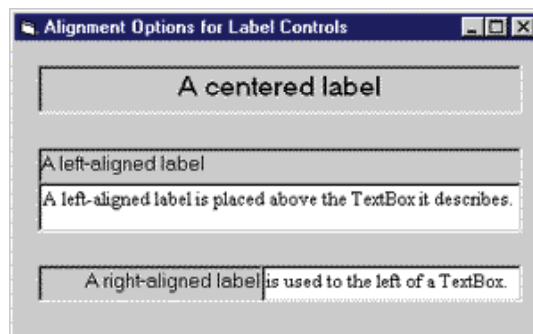 Alignment Options for Label Controls
A centered label
A left-aligned label
A left-aligned label is placed above the TextBox it describes.
A right-aligned label is used to the left of a TextBox.